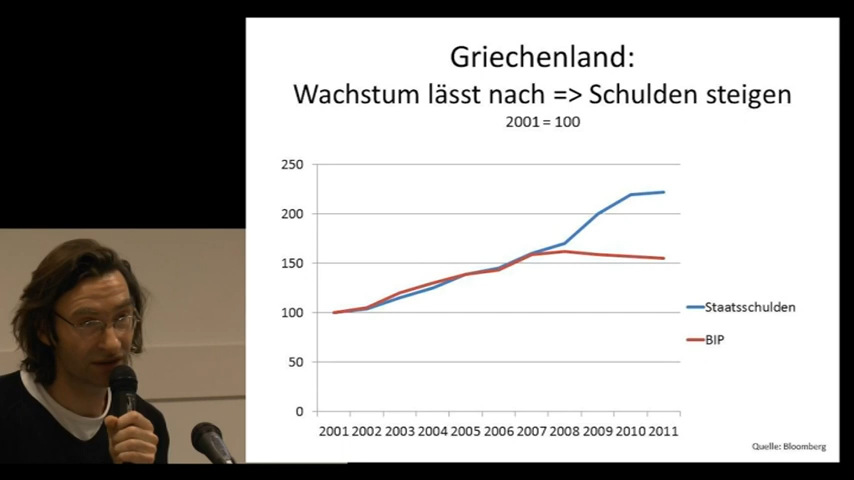 Griechenland:
Wachstum lässt nach => Schulden steigen
2001 = 100
250
200
150
100
50
0
2001 2002 2003 2004 2005 2006 2007 2008 2009 2010 2011
Staatsschulden
BIP
Quelle: Bloomberg